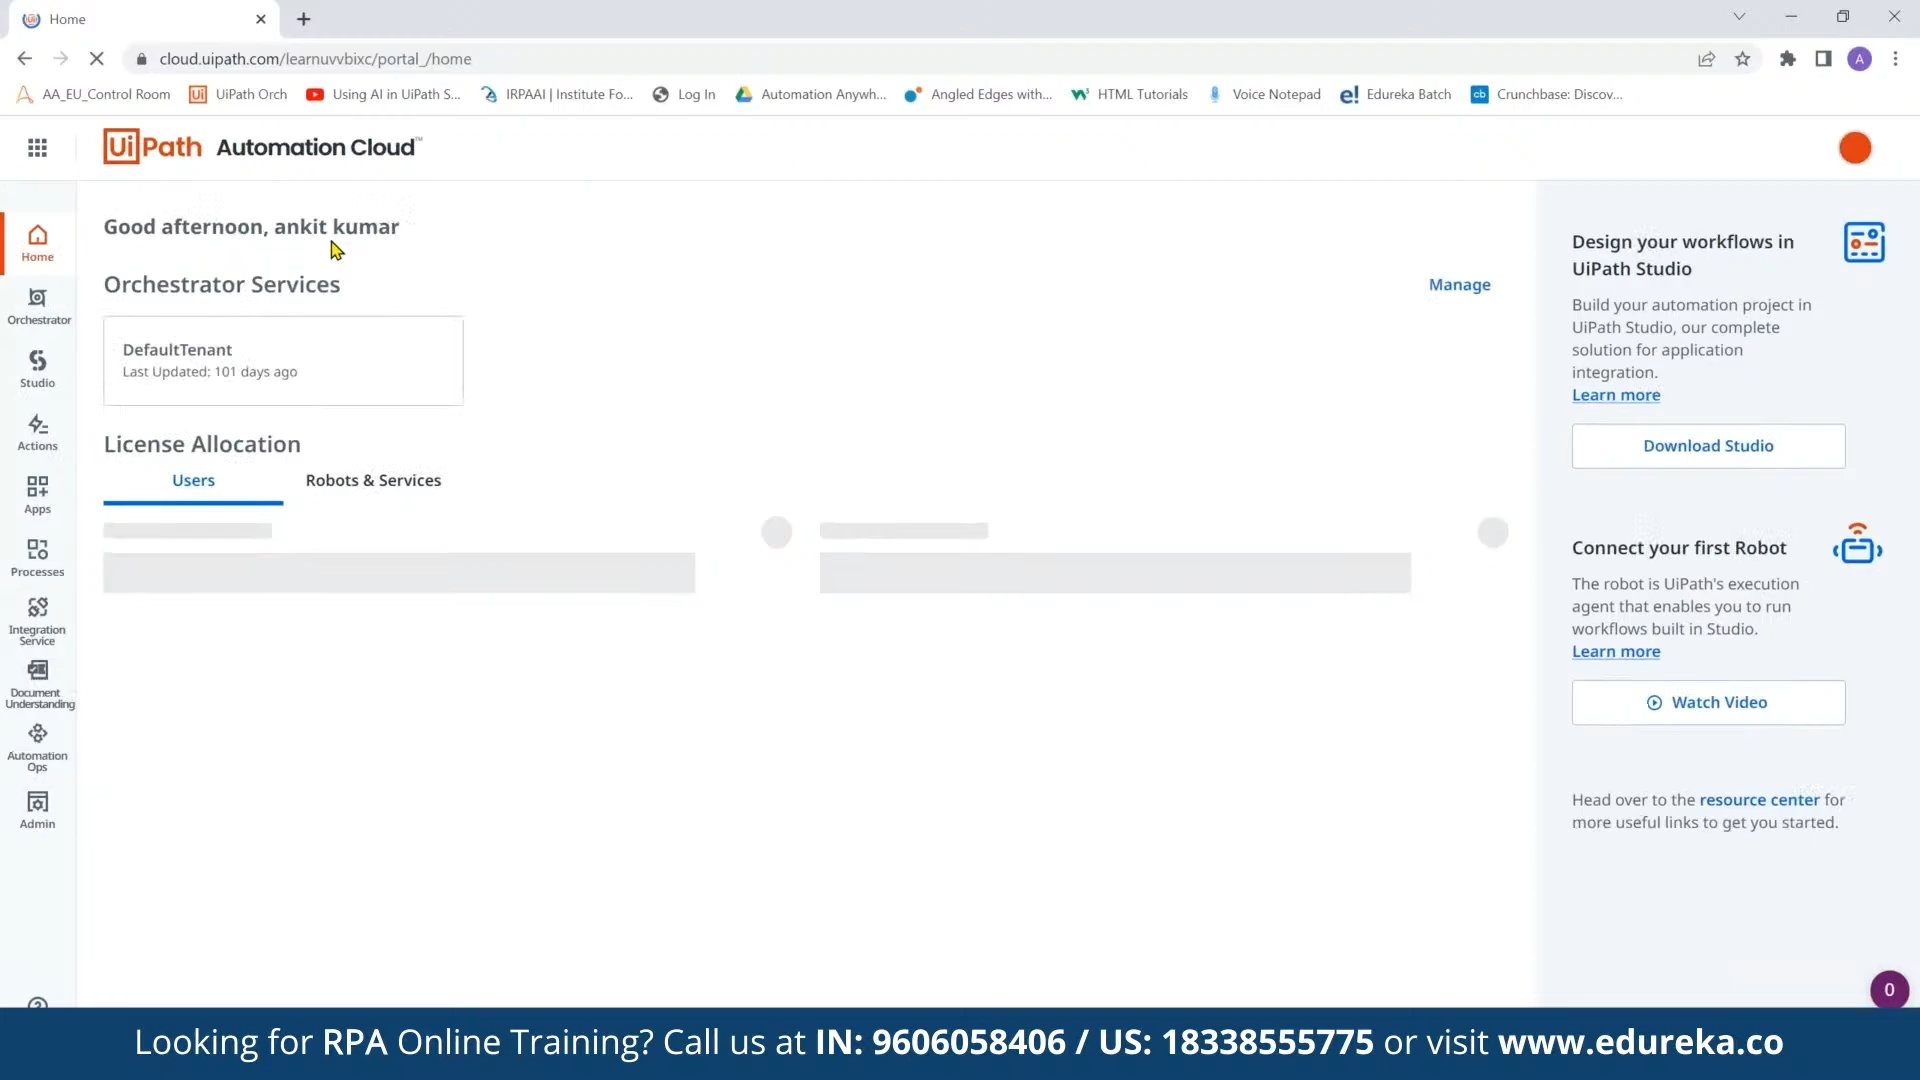 Home
cloud.uipath.com/learnuvvbixc/portal_/home
A
AA_EU_Control Room
UiPath Orch
Using AI in UiPath S...
IRPAAI | Institute Fo...
Log In
Automation Anywh...
Angled Edges with...
HTML Tutorials
Voice Notepad
Edureka Batch
Crunchbase: Discov...
UiPath Automation Cloud™
Home
Orchestrator
Studio
Actions
Apps
Processes
Integration
Service
Document
Understanding
Automation
Ops
Admin
Good afternoon, ankit kumar
Orchestrator Services
Manage
DefaultTenant
Last Updated: 101 days ago
License Allocation
Users
Robots & Services
Design your workflows in
UiPath Studio
Build your automation project in
UiPath Studio, our complete
solution for application
integration.
Learn more
Download Studio
Connect your first Robot
The robot is UiPath's execution
agent that enables you to run
workflows built in Studio.
Learn more
Watch Video
Head over to the resource center for
more useful links to get you started.
0
Looking for RPA Online Training? Call us at IN: 9606058406 / US: 18338555775 or visit www.edureka.co